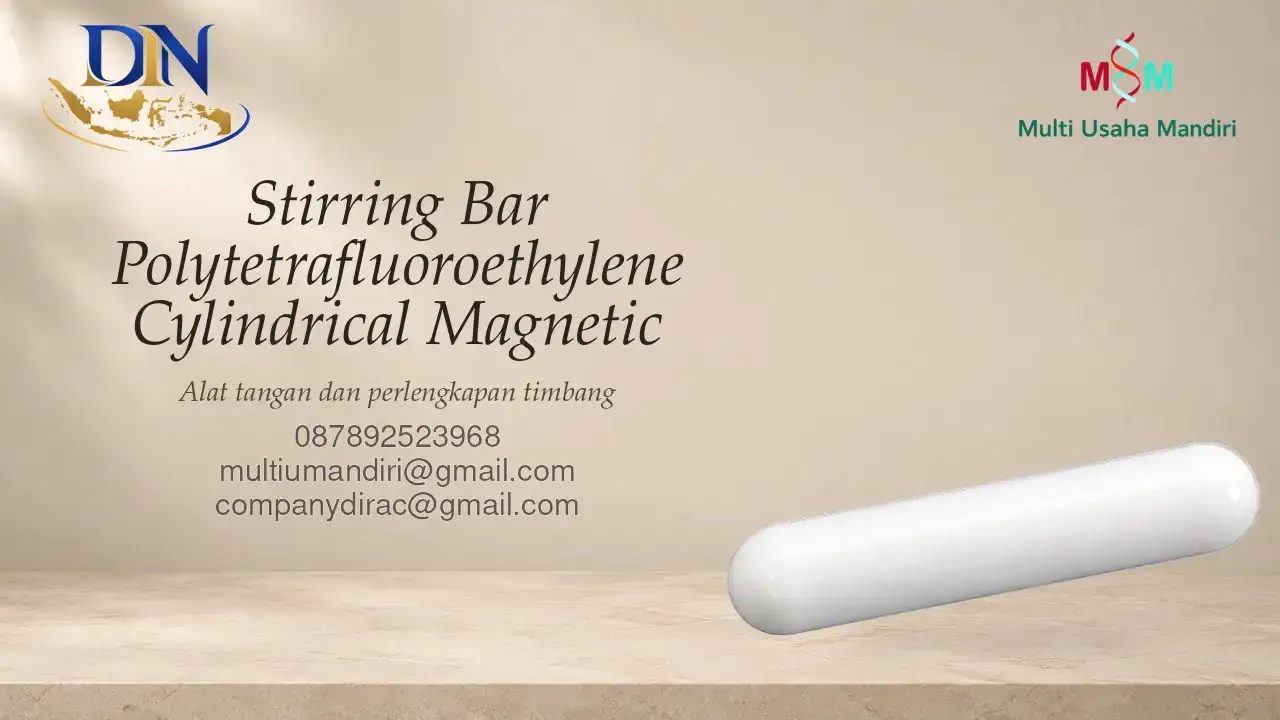 DIN
M M
Multi Usaha Mandiri
Stirring Bar
Polytetrafluoroethylene
Cylindrical Magnetic
Alat tangan dan perlengkapan timbang
087892523968
multiumandiri@gmail.com
companydirac@gmail.com